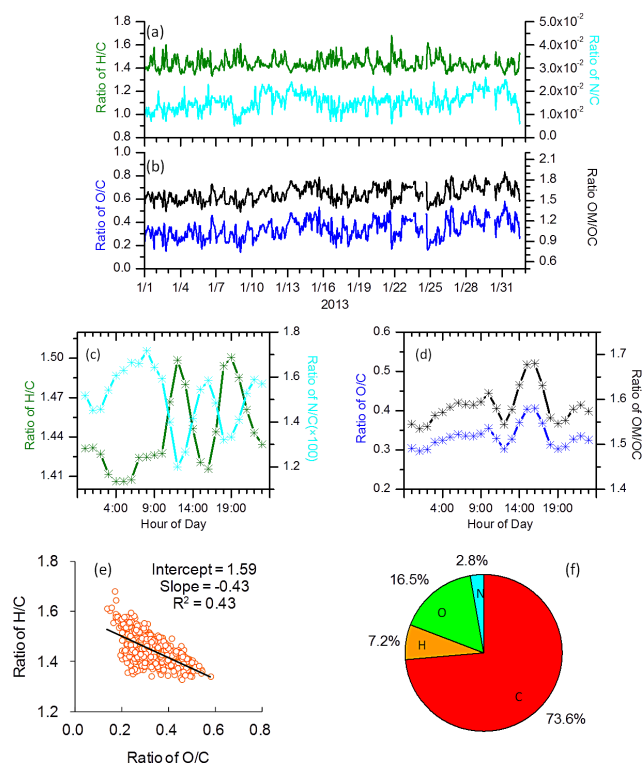 (a)
1.8
1.6
1.4
1.2
1.0
0.8
Ratio of H/C
5.0x10-2
4.0x10-2
3.0x10-2
2.0x10-2
1.0x10-2
0.0
Ratio of N/C
(b)
1.0
0.8
0.6
0.4
0.2
0.0
Ratio of O/C
2.1
1.8
1.5
1.2
0.9
Ratio OM/OC
1/1 1/4 1/7 1/10 1/13 1/16 1/19 1/22 1/25 1/28 1/31
2013
(c)
1.50
1.47
1.44
1.41
Ratio of H/C
1.8
1.7
1.6
1.5
1.4
1.3
1.2
1.1
Ratio of N/C(×100)
4:00 9:00 14:00 19:00
Hour of Day
(d)
0.6
0.5
0.4
0.3
0.2
Ratio of O/C
1.7
1.6
1.5
1.4
Ratio of OM/OC
4:00 9:00 14:00 19:00
Hour of Day
(e)
Intercept = 1.59
Slope = -0.43
R2 = 0.43
1.8
1.6
1.4
1.2
Ratio of H/C
0.0 0.2 0.4 0.6 0.8
Ratio of O/C
(f)
2.8%
N
16.5%
O
7.2%
H
C
73.6%